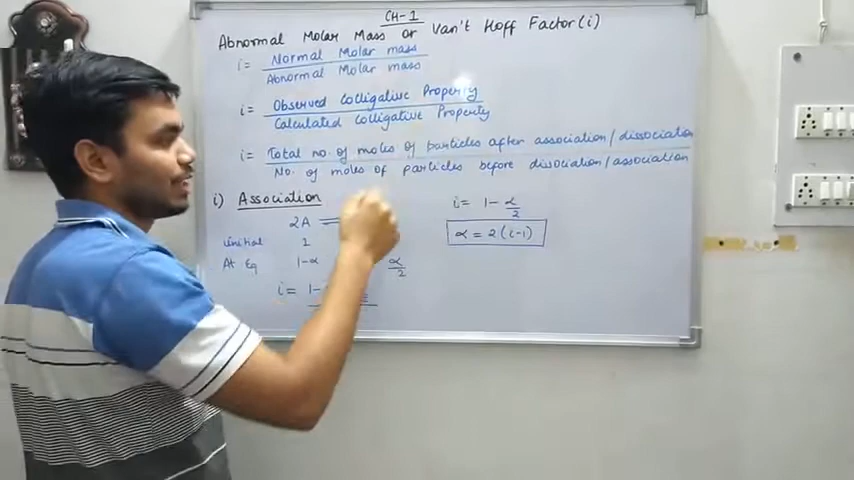 CH-1
Abnormal Molar Mass or Van't Hoff Factor (i)
i = Normal Molar mass
Abnormal Molar mass
i = Observed Colligative Property
Calculated Colligative Property
i = Total no. of moles of particles after association/dissociation
No. of moles of particles before dissociation/association
i) Association
2A ⇌
initial 1
At Eq 1-α α/2
i = 1-
i = 1 - α/2
α = 2(i-1)